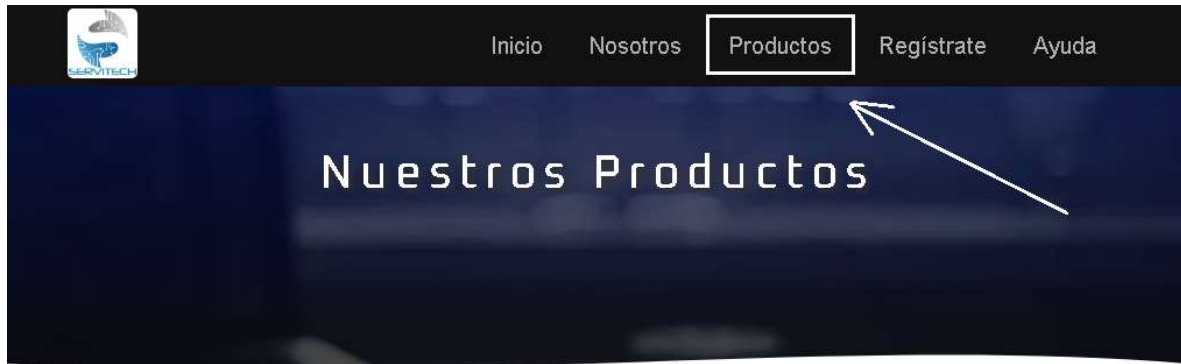 SERVITECH
Inicio Nosotros Productos Regístrate Ayuda
Nuestros Productos